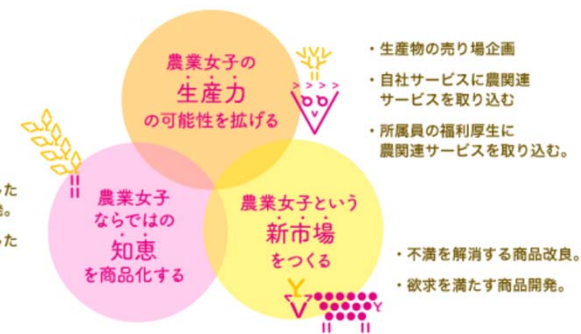 農業女子の
生産力
の可能性を拡げる
・生産物の売り場企画
・自社サービスに農関連
サービスを取り込む
・所属員の福利厚生に
農関連サービスを取り込む。
った
発。
った
農業女子
ならではの
知恵
を商品化する
農業女子という
新市場
をつくる
・不満を解消する商品改良。
・欲求を満たす商品開発。